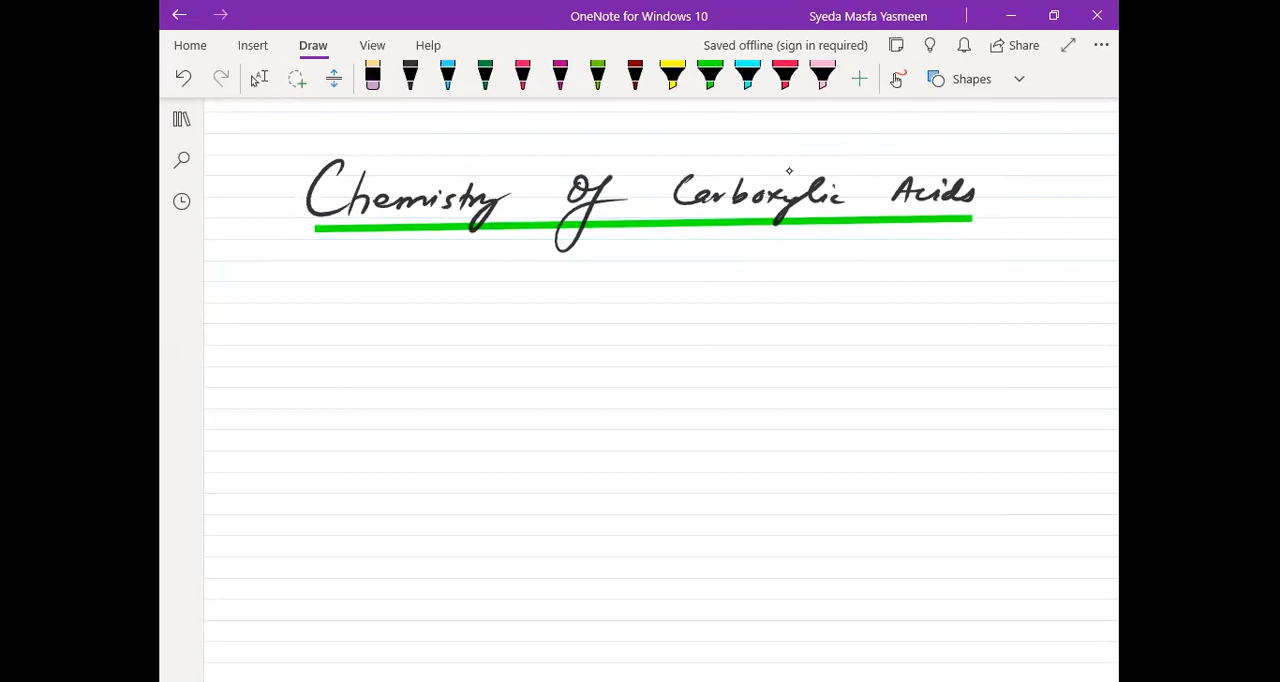 OneNote for Windows 10
Syeda Masfa Yasmeen
Home Insert Draw View Help
Saved offline (sign in required)
Share
Shapes
Chemistry Of Carboxylic Acids